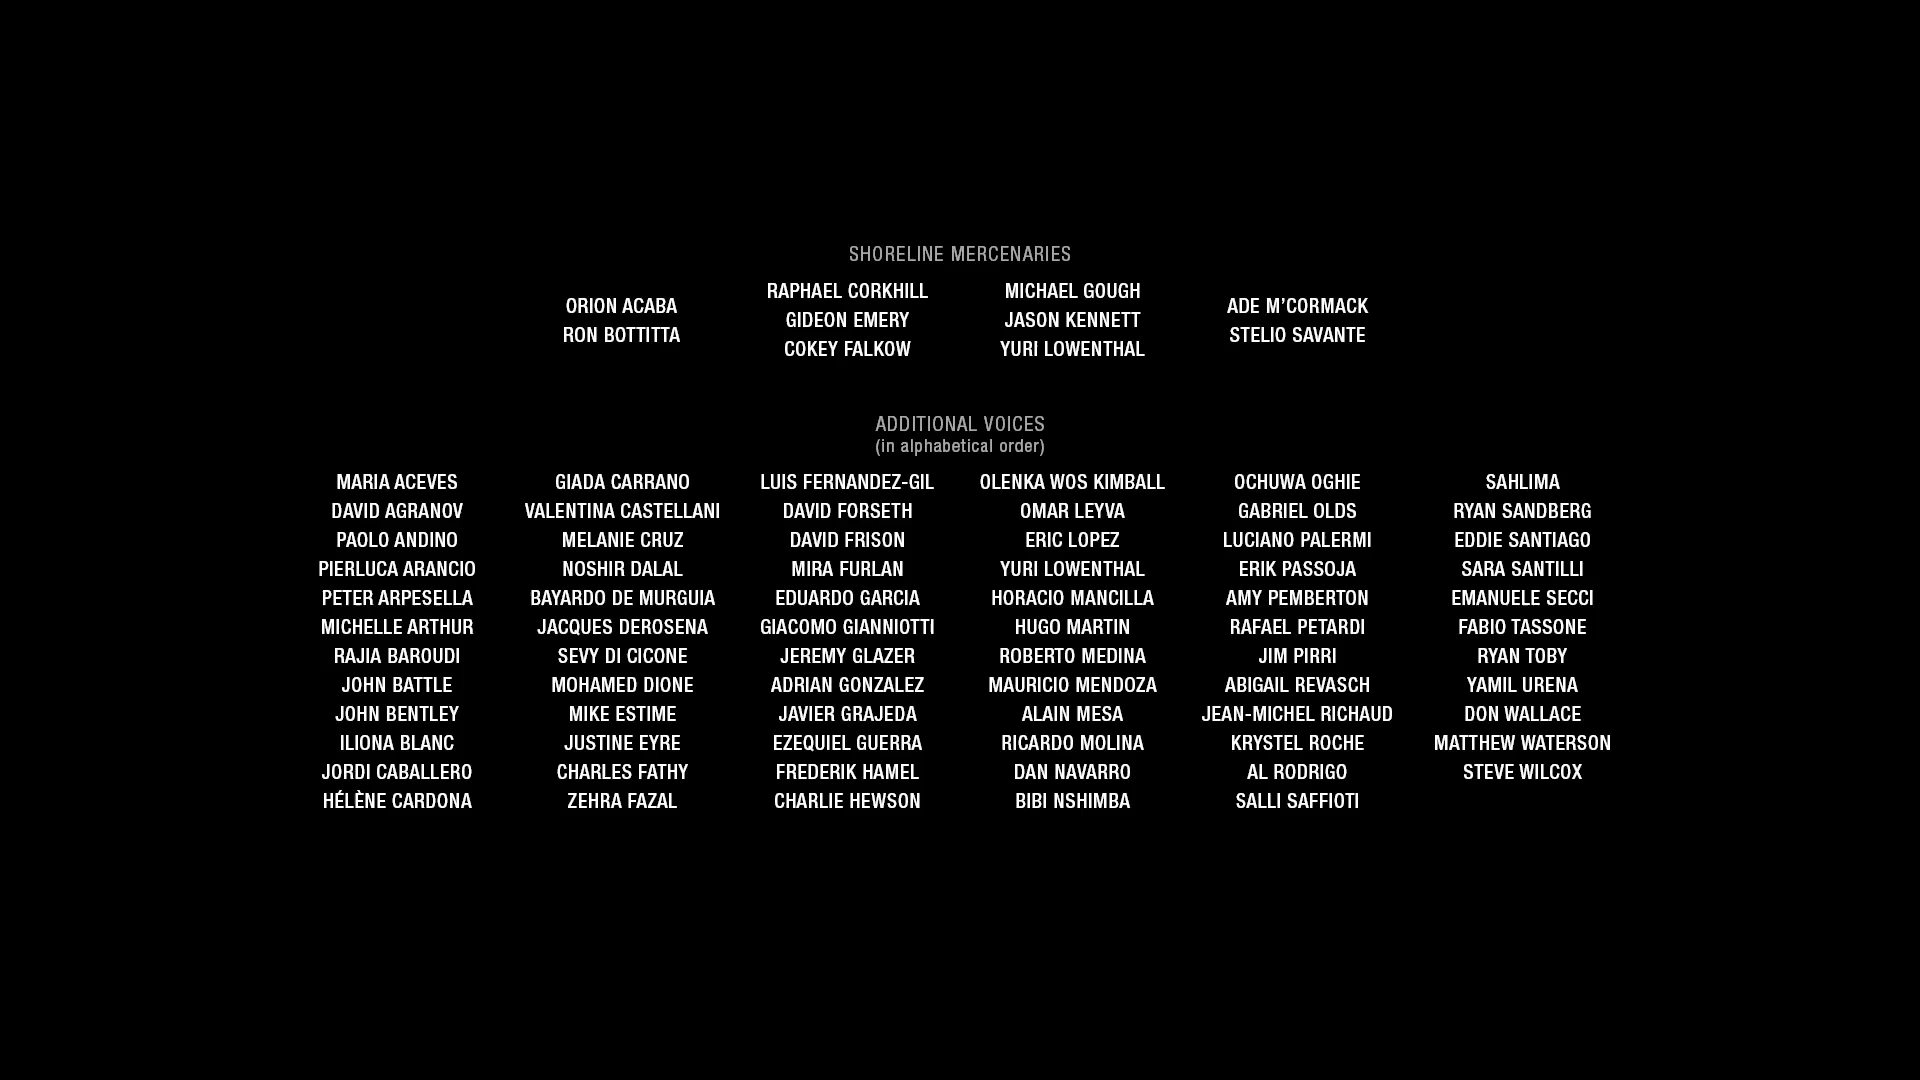 SHORELINE MERCENARIES
ORION ACABA
RON BOTTITTA
RAPHAEL CORKHILL
GIDEON EMERY
COKEY FALKOW
MICHAEL GOUGH
JASON KENNETT
YURI LOWENTHAL
ADE M’CORMACK
STELIO SAVANTE
ADDITIONAL VOICES
(in alphabetical order)
MARIA ACEVES
DAVID AGRANOV
PAOLO ANDINO
PIERLUCA ARANCIO
PETER ARPESELLA
MICHELLE ARTHUR
RAJIA BAROUDI
JOHN BATTLE
JOHN BENTLEY
ILIONA BLANC
JORDI CABALLERO
HÉLÈNE CARDONA
GIADA CARRANO
VALENTINA CASTELLANI
MELANIE CRUZ
NOSHIR DALAL
BAYARDO DE MURGUIA
JACQUES DEROSENA
SEVY DI CICONE
MOHAMED DIONE
MIKE ESTIME
JUSTINE EYRE
CHARLES FATHY
ZEHRA FAZAL
LUIS FERNANDEZ-GIL
DAVID FORSETH
DAVID FRISON
MIRA FURLAN
EDUARDO GARCIA
GIACOMO GIANNIOTTI
JEREMY GLAZER
ADRIAN GONZALEZ
JAVIER GRAJEDA
EZEQUIEL GUERRA
FREDERIK HAMEL
CHARLIE HEWSON
OLENKA WOS KIMBALL
OMAR LEYVA
ERIC LOPEZ
YURI LOWENTHAL
HORACIO MANCILLA
HUGO MARTIN
ROBERTO MEDINA
MAURICIO MENDOZA
ALAIN MESA
RICARDO MOLINA
DAN NAVARRO
BIBI NSHIMBA
OCHUWA OGHIE
GABRIEL OLDS
LUCIANO PALERMI
ERIK PASSOJA
AMY PEMBERTON
RAFAEL PETARDI
JIM PIRRI
ABIGAIL REVASCH
JEAN-MICHEL RICHAUD
KRYSTEL ROCHE
AL RODRIGO
SALLI SAFFIOTI
SAHLIMA
RYAN SANDBERG
EDDIE SANTIAGO
SARA SANTILLI
EMANUELE SECCI
FABIO TASSONE
RYAN TOBY
YAMIL URENA
DON WALLACE
MATTHEW WATERSON
STEVE WILCOX